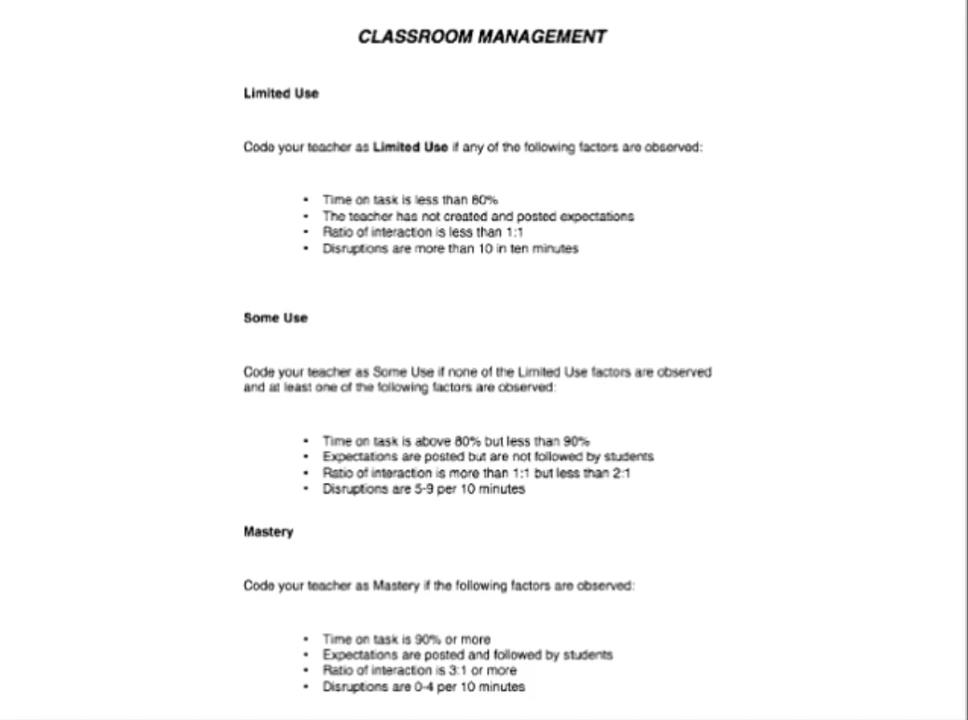 CLASSROOM MANAGEMENT
Limited Use
Code your teacher as Limited Use if any of the following factors are observed:
• Time on task is less than 80%
• The teacher has not created and posted expectations
• Ratio of interaction is less than 1:1
• Disruptions are more than 10 in ten minutes
Some Use
Code your teacher as Some Use if none of the Limited Use factors are observed
and at least one of the following factors are observed:
• Time on task is above 80% but less than 90%
• Expectations are posted but are not followed by students
• Ratio of interaction is more than 1:1 but less than 2:1
• Disruptions are 5-9 per 10 minutes
Mastery
Code your teacher as Mastery if the following factors are observed:
• Time on task is 90% or more
• Expectations are posted and followed by students
• Ratio of interaction is 3:1 or more
• Disruptions are 0-4 per 10 minutes